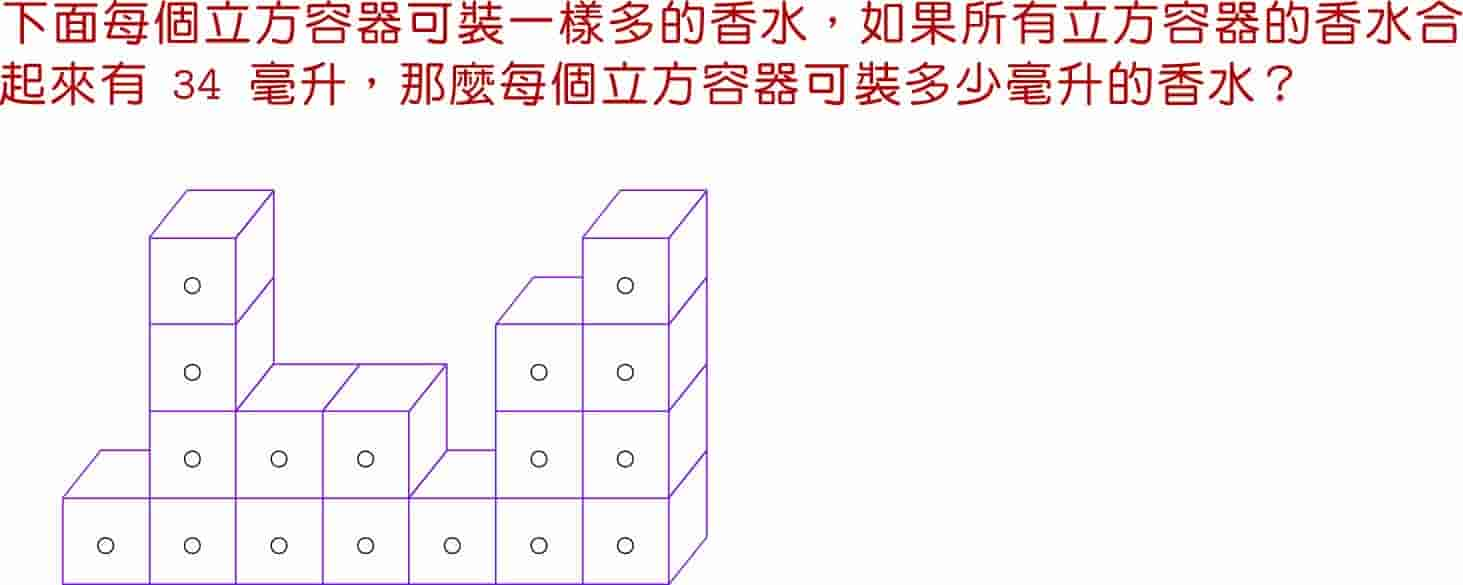 下面每個立方容器可裝一樣多的香水，如果所有立方容器的香水合
起來有 34 毫升，那麼每個立方容器可裝多少毫升的香水？